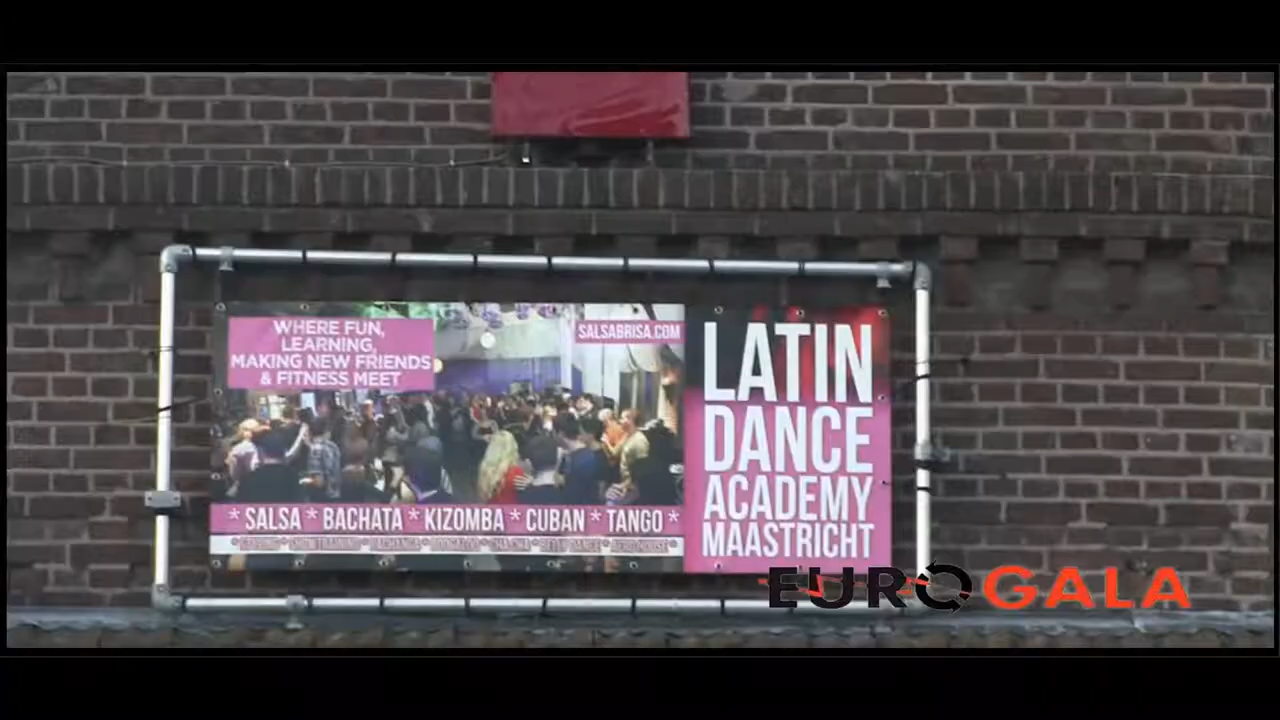 WHERE FUN,
LEARNING,
MAKING NEW FRIENDS
& FITNESS MEET
SALSABRISA.COM
LATIN
DANCE
ACADEMY
MAASTRICHT
* SALSA * BACHATA * KIZOMBA * CUBAN * TANGO *
EUROGALA